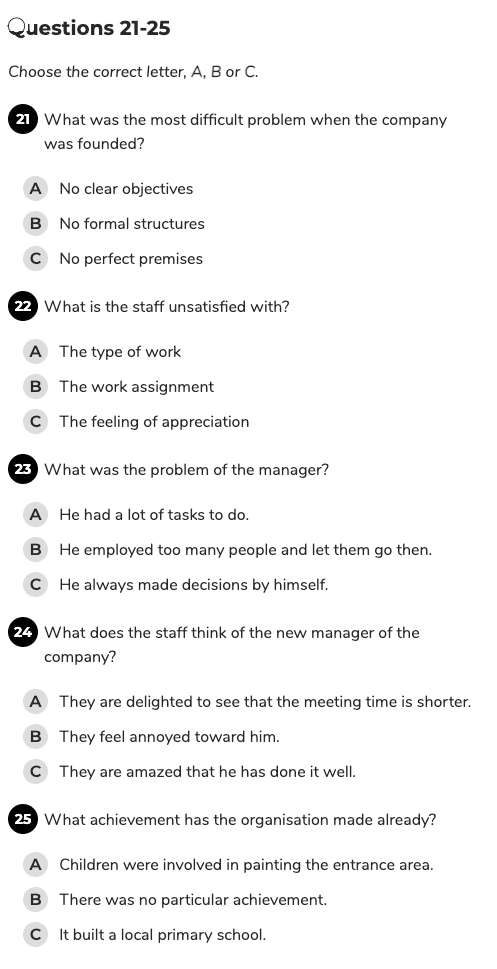 Questions 21-25
Choose the correct letter, A, B or C.
21 What was the most difficult problem when the company
was founded?
A No clear objectives
B No formal structures
C No perfect premises
22 What is the staff unsatisfied with?
A The type of work
B The work assignment
C The feeling of appreciation
23 What was the problem of the manager?
A He had a lot of tasks to do.
B He employed too many people and let them go then.
C He always made decisions by himself.
24 What does the staff think of the new manager of the
company?
A They are delighted to see that the meeting time is shorter.
B They feel annoyed toward him.
C They are amazed that he has done it well.
25 What achievement has the organisation made already?
A Children were involved in painting the entrance area.
B There was no particular achievement.
C It built a local primary school.